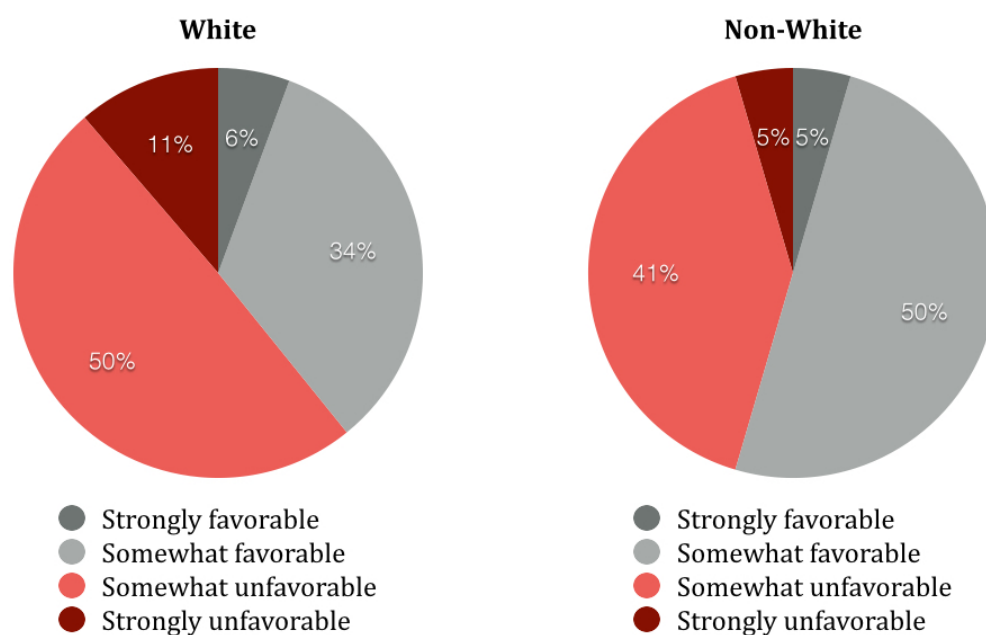 White
Non-White
11%
6%
34%
50%
5%
5%
41%
50%
Strongly favorable
Somewhat favorable
Somewhat unfavorable
Strongly unfavorable
Strongly favorable
Somewhat favorable
Somewhat unfavorable
Strongly unfavorable